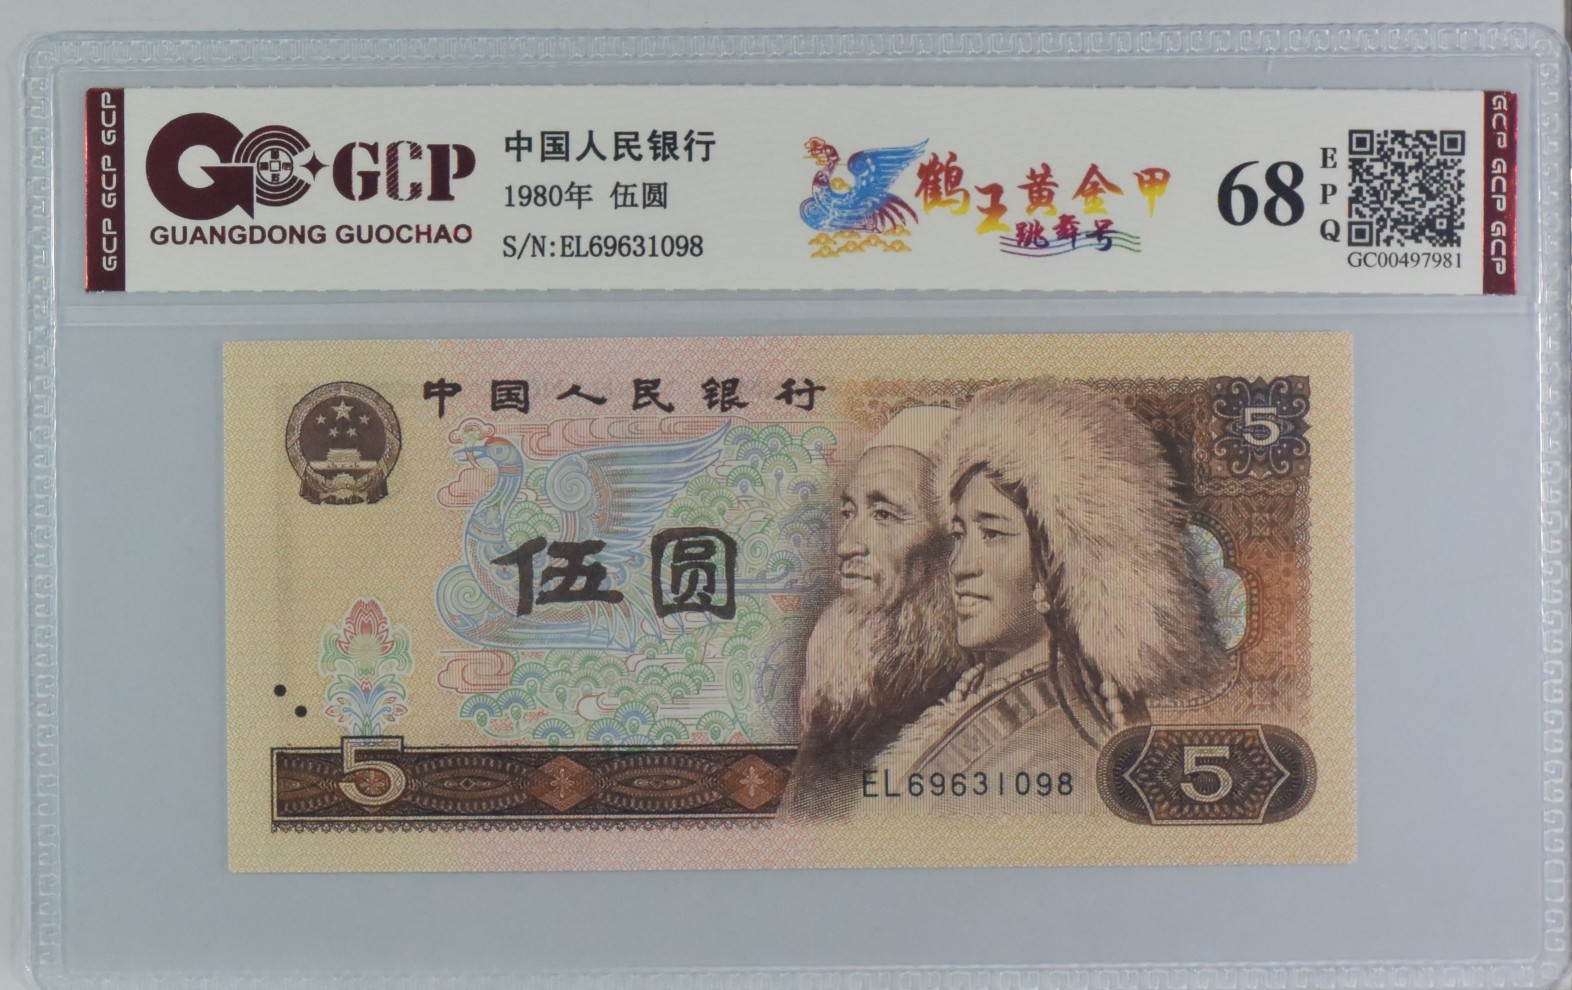 GCP GCP GCP
GCP
GUANGDONG GUOCHAO
中国人民银行
1980年 伍圆
S/N:EL69631098
鹤王黄金甲
跳舞号
68
EPQ
GC00497981
GCP GCP GCP
中国人民银行
5
伍圆
5
EL69631098
5